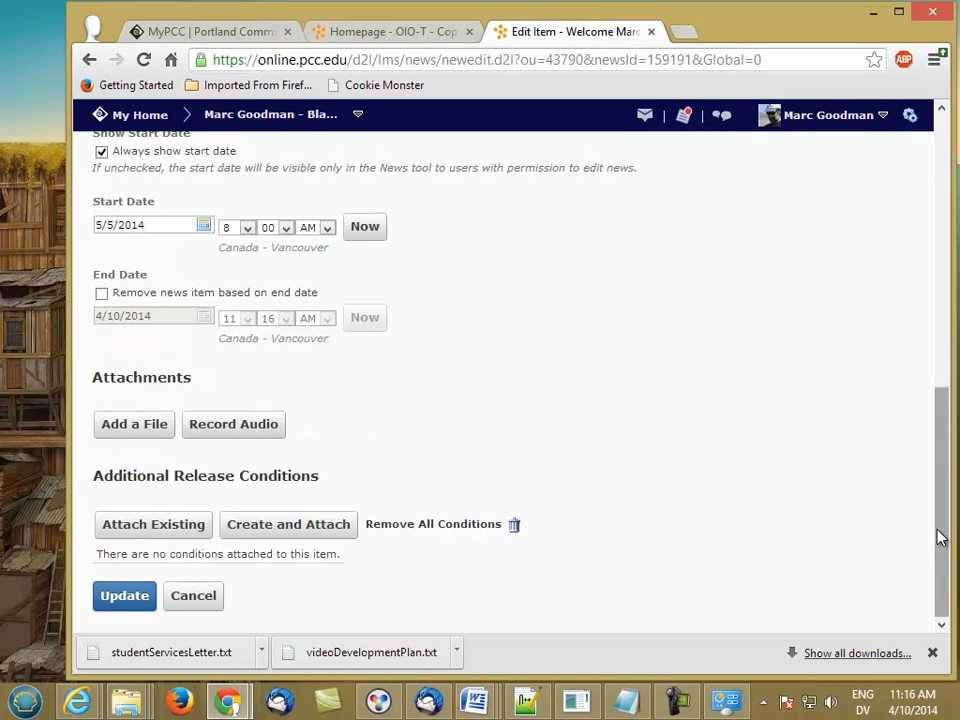 MyPCC | Portland Comm
Homepage - OIO-T - Cop
Edit Item - Welcome Marc
https://online.pcc.edu/d2l/lms/news/newedit.d2l?ou=43790&newsId=159191&Global=0
ABP
Getting Started
Imported From Firef...
Cookie Monster
My Home
Marc Goodman - Bla...
Marc Goodman
Show Start Date
Always show start date
If unchecked, the start date will be visible only in the News tool to users with permission to edit news.
Start Date
5/5/2014
8
00
AM
Now
Canada - Vancouver
End Date
Remove news item based on end date
4/10/2014
11
16
AM
Now
Canada - Vancouver
Attachments
Add a File
Record Audio
Additional Release Conditions
Attach Existing
Create and Attach
Remove All Conditions
There are no conditions attached to this item.
Update
Cancel
studentServicesLetter.txt
videoDevelopmentPlan.txt
Show all downloads...
ENG
DV
11:16 AM
4/10/2014